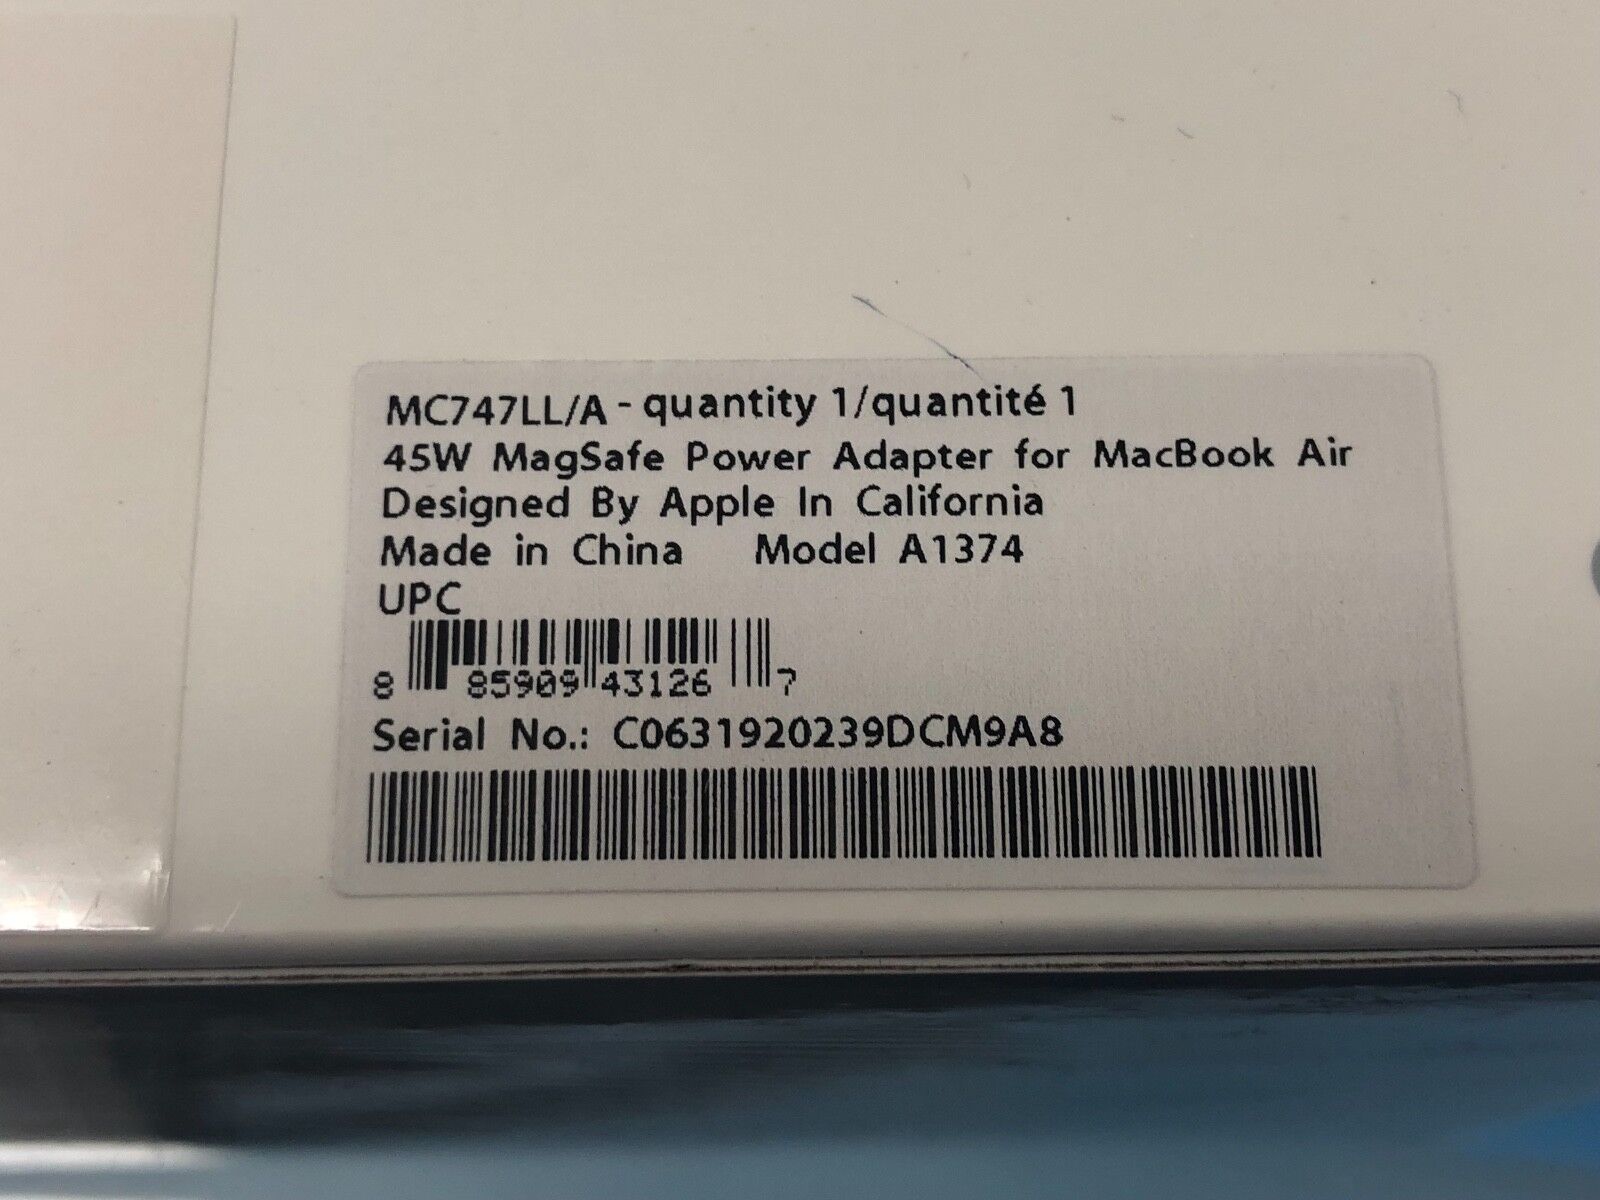 MC747LL/A - quantity 1/quantité 1
45W MagSafe Power Adapter for MacBook Air
Designed By Apple In California
Made in China Model A1374
UPC
8 85909 43126 7
Serial No.: C0631920239DCM9A8